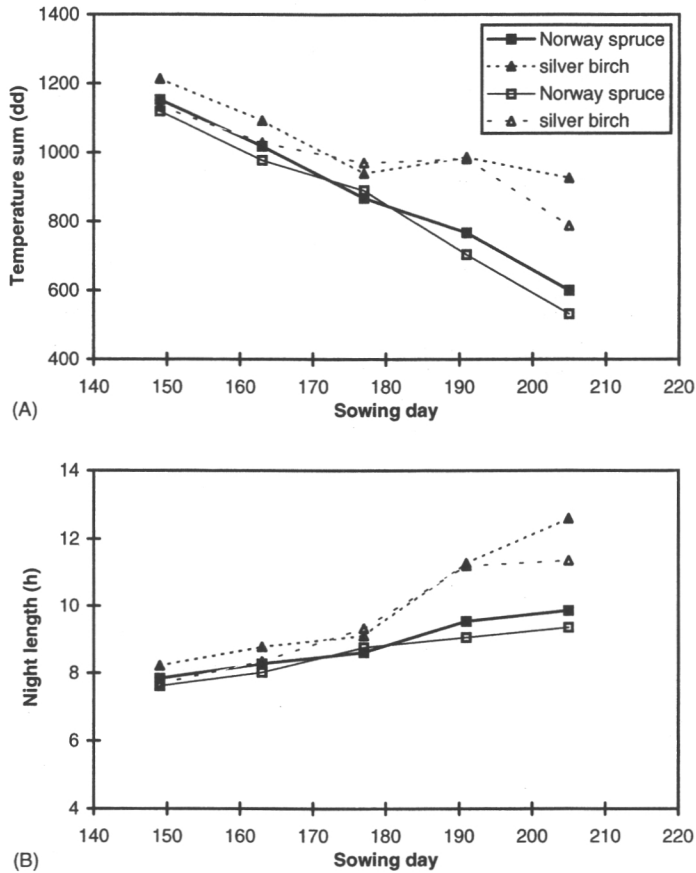 1400
1200
1000
800
600
400
Temperature sum (dd)
Norway spruce
silver birch
Norway spruce
silver birch
140 150 160 170 180 190 200 210 220
(A)
Sowing day
14
12
10
8
6
4
Night length (h)
140 150 160 170 180 190 200 210 220
(B)
Sowing day